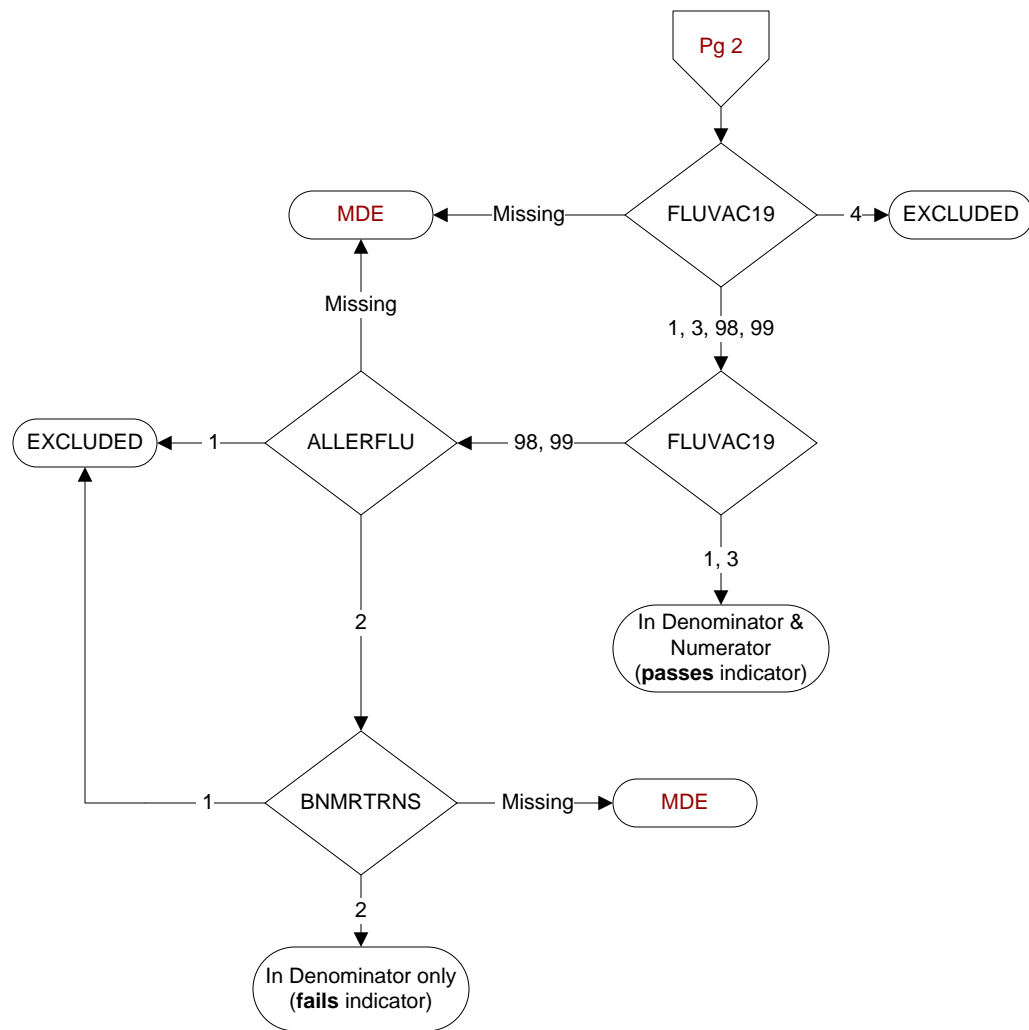 Pg 2
MDE
Missing
FLUVAC19
4
EXCLUDED
Missing
1, 3, 98, 99
EXCLUDED
1
ALLERFLU
98, 99
FLUVAC19
1, 3
2
In Denominator &
Numerator
(passes indicator)
1
BNMRTRNS
Missing
MDE
2
In Denominator only
(fails indicator)